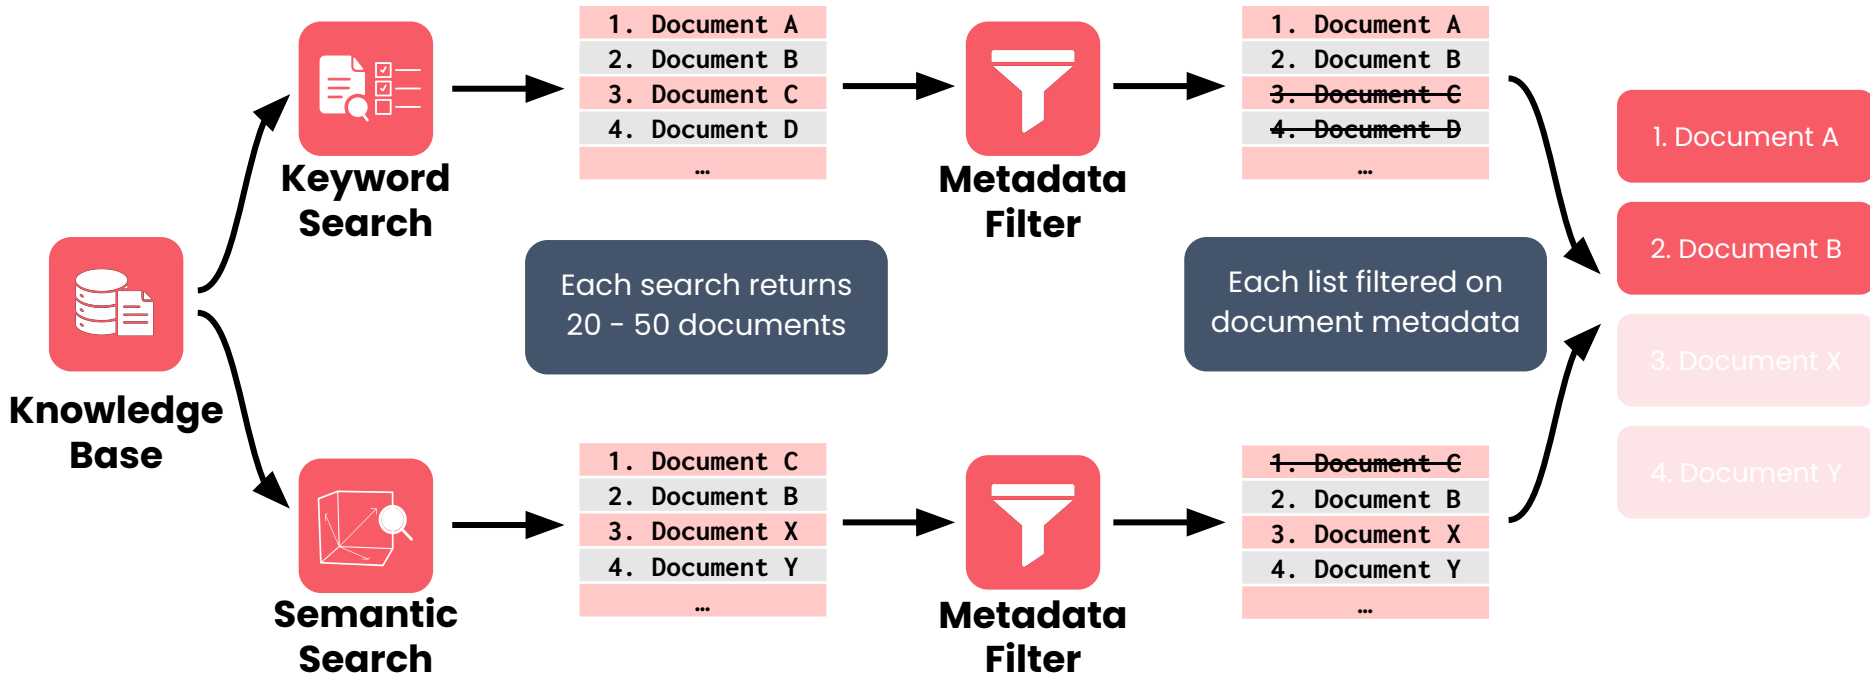 1. Document A
2. Document B
3. Document C
4. Document D
…
Keyword
Search
Metadata
Filter
1. Document A
2. Document B
3. Document C
4. Document D
…
Knowledge
Base
Each search returns
20 - 50 documents
Each list filtered on
document metadata
1. Document A
2. Document B
3. Document X
4. Document Y
Semantic
Search
1. Document C
2. Document B
3. Document X
4. Document Y
…
Metadata
Filter
1. Document C
2. Document B
3. Document X
4. Document Y
…